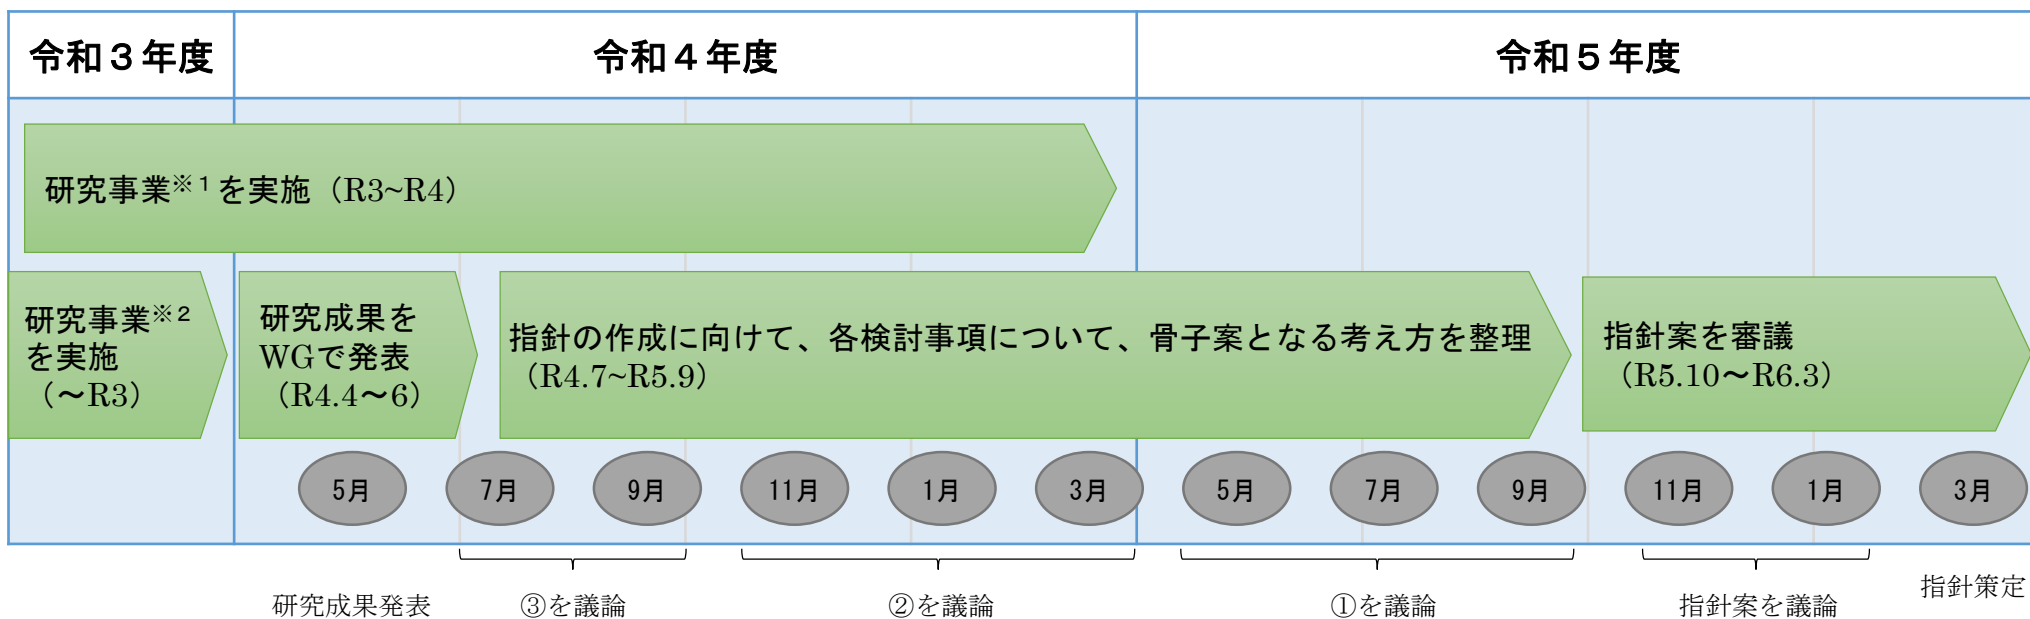 令和３年度
令和４年度
令和５年度
研究事業※１を実施（R3~R4）
研究事業※２
を実施
（～R3）
研究成果を
WGで発表
（R4.4～6）
指針の作成に向けて、各検討事項について、骨子案となる考え方を整理
（R4.7~R5.9）
指針案を審議
（R5.10～R6.3）
5月
7月
9月
11月
1月
3月
5月
7月
9月
11月
1月
3月
研究成果発表
③を議論
②を議論
①を議論
指針案を議論
指針策定